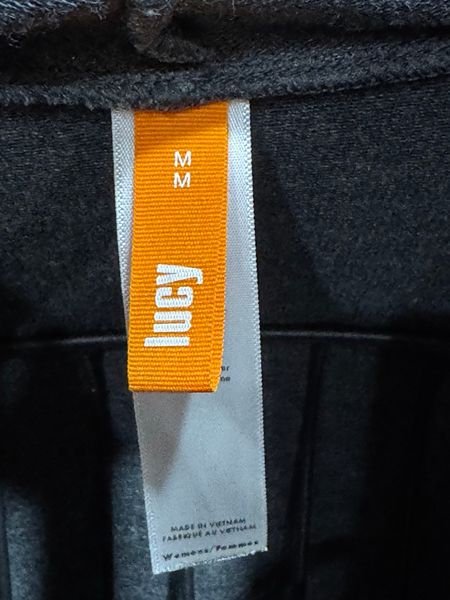 M
M
lucy
MADE IN VIETNAM
FABRIQUÉ AU VIETNAM
Womens/Femmes